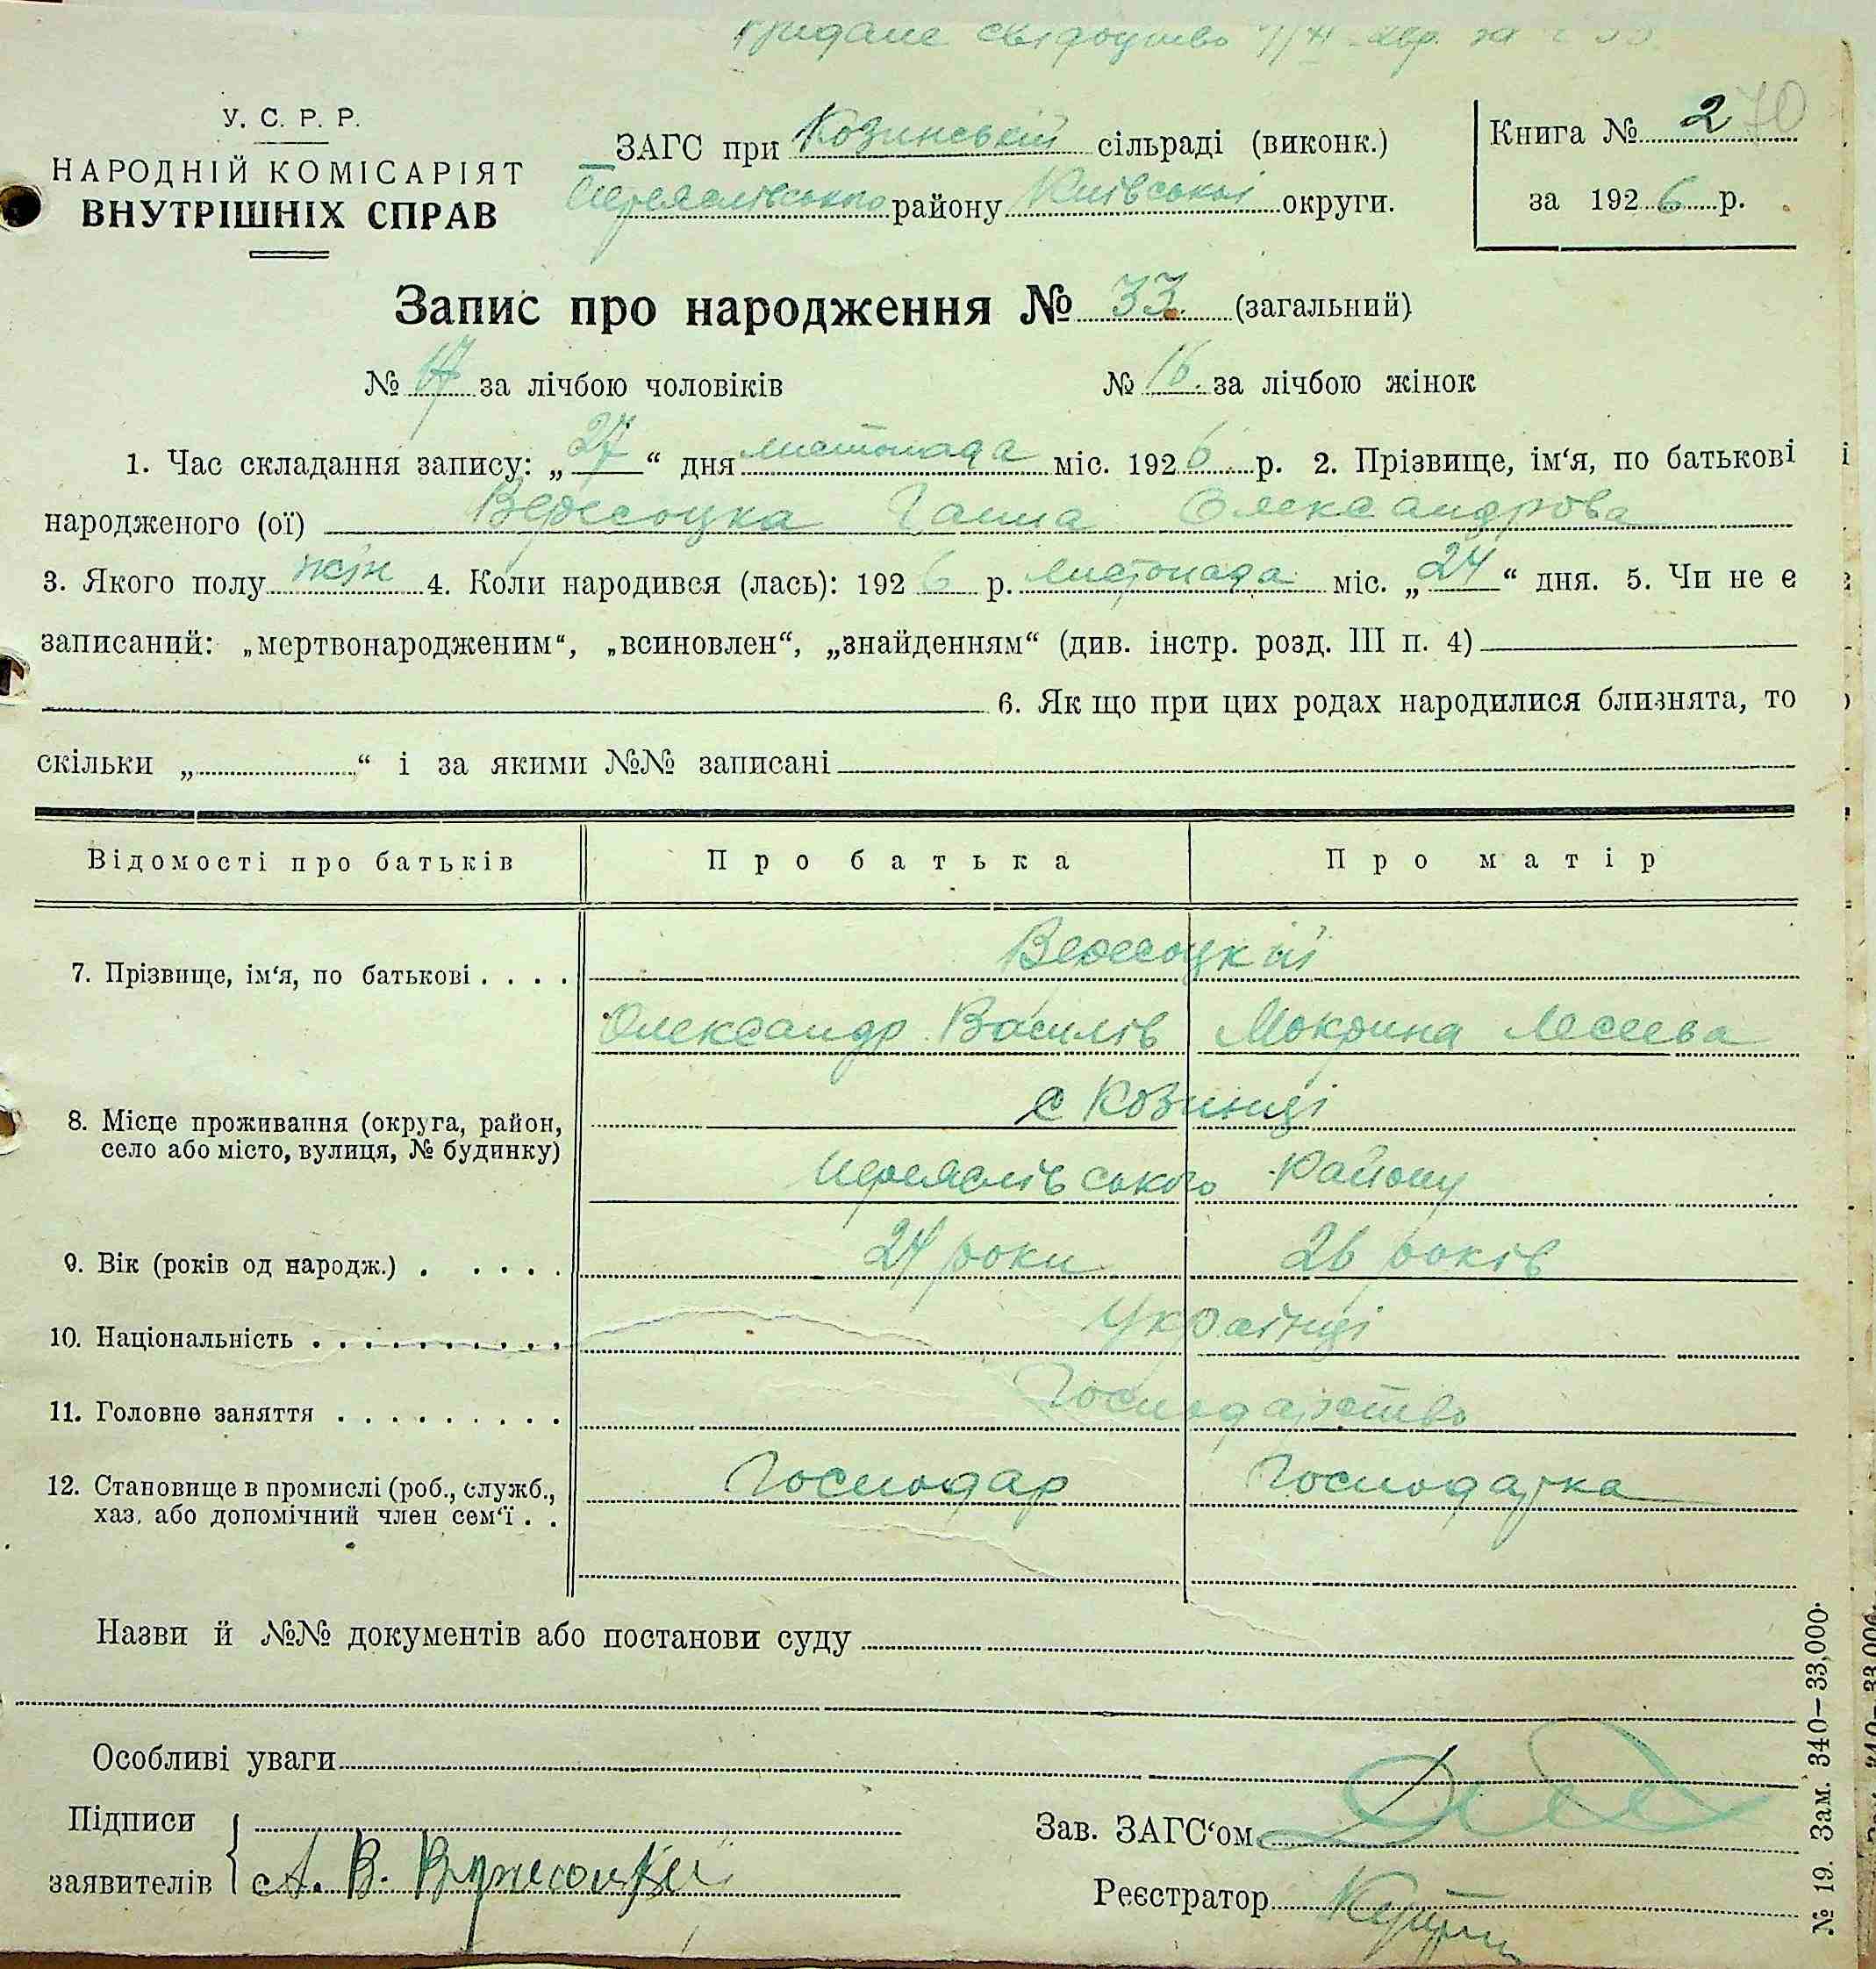 свідоцтво
У. С. Р. Р.
НАРОДНІЙ КОМІСАРІЯТ
ВНУТРІШНІХ СПРАВ
ЗАГС при Козинській сільраді (виконк.)
Переяслівського району Київської округи.
Книга № 2 70
за 1926 р.
Запис про народження № 33. (загальний)
№ 17 за лічбою чоловіків № 16. за лічбою жінок
1. Час складання запису: „27“ дня листопада міс. 1926 р. 2. Прізвище, ім‘я, по батькові
народженого (ої) Вересоцка Ганна Олександрова
3. Якого полу жін 4. Коли народився (лась): 1926 р. листопада міс. „24“ дня. 5. Чи не є
записаний: „мертвонародженим“, „всиновлен“, „знайденням“ (див. інстр. розд. III п. 4)
6. Як що при цих родах народилися близнята, то
скільки „ “ і за якими №№ записані
Відомості про батьків Про батька Про матір
7. Прізвище, ім‘я, по батькові . . . . Вересоцкій
Олександр Василів Мокрина
8. Місце проживання (округа, район,
село або місто, вулиця, № будинку)
с Козинці
Переяслівського Району
9. Вік (років од народж.) . . . . . 24 роки 26 років
10. Національність . . . . . . . . . . Українці
11. Головне заняття . . . . . . . . . Господарство
12. Становище в промислі (роб., служб.,
хаз. або допомічний член сем‘ї . .
Господар Господарка
Назви й №№ документів або постанови суду
Особливі уваги
Підписи
заявителів А. В. Вересоцкий
Зав. ЗАГС‘ом
Реєстратор
№ 19. Зам. 340—33,000.